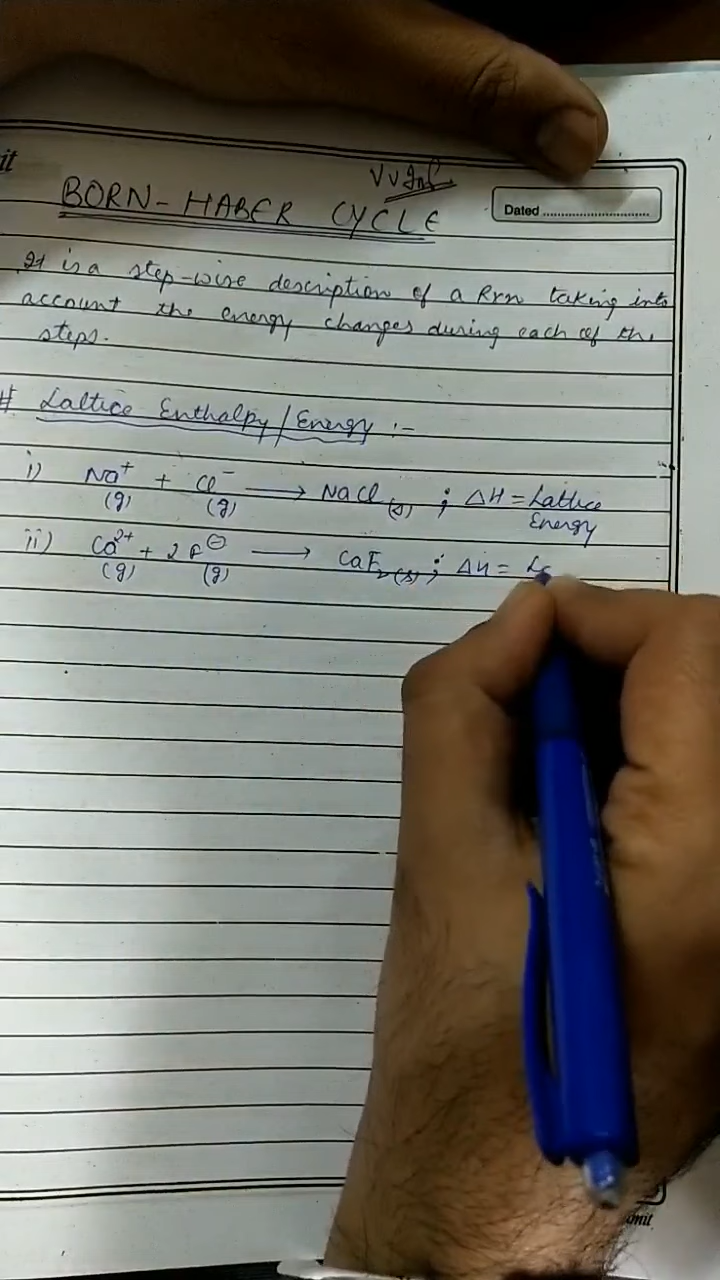 V V Imp
BORN-HABER CYCLE
Dated
It is a step-wise description of a Rxn taking into
account the energy changes during each of the
steps.
# Lattice Enthalpy/Energy :-
i) Na⁺(g) + Cl⁻(g) ⟶ NaCl(s) ; ΔH = Lattice Energy
ii) Ca²⁺(g) + 2F⊖(g) ⟶ CaF₂(s) ; ΔH =